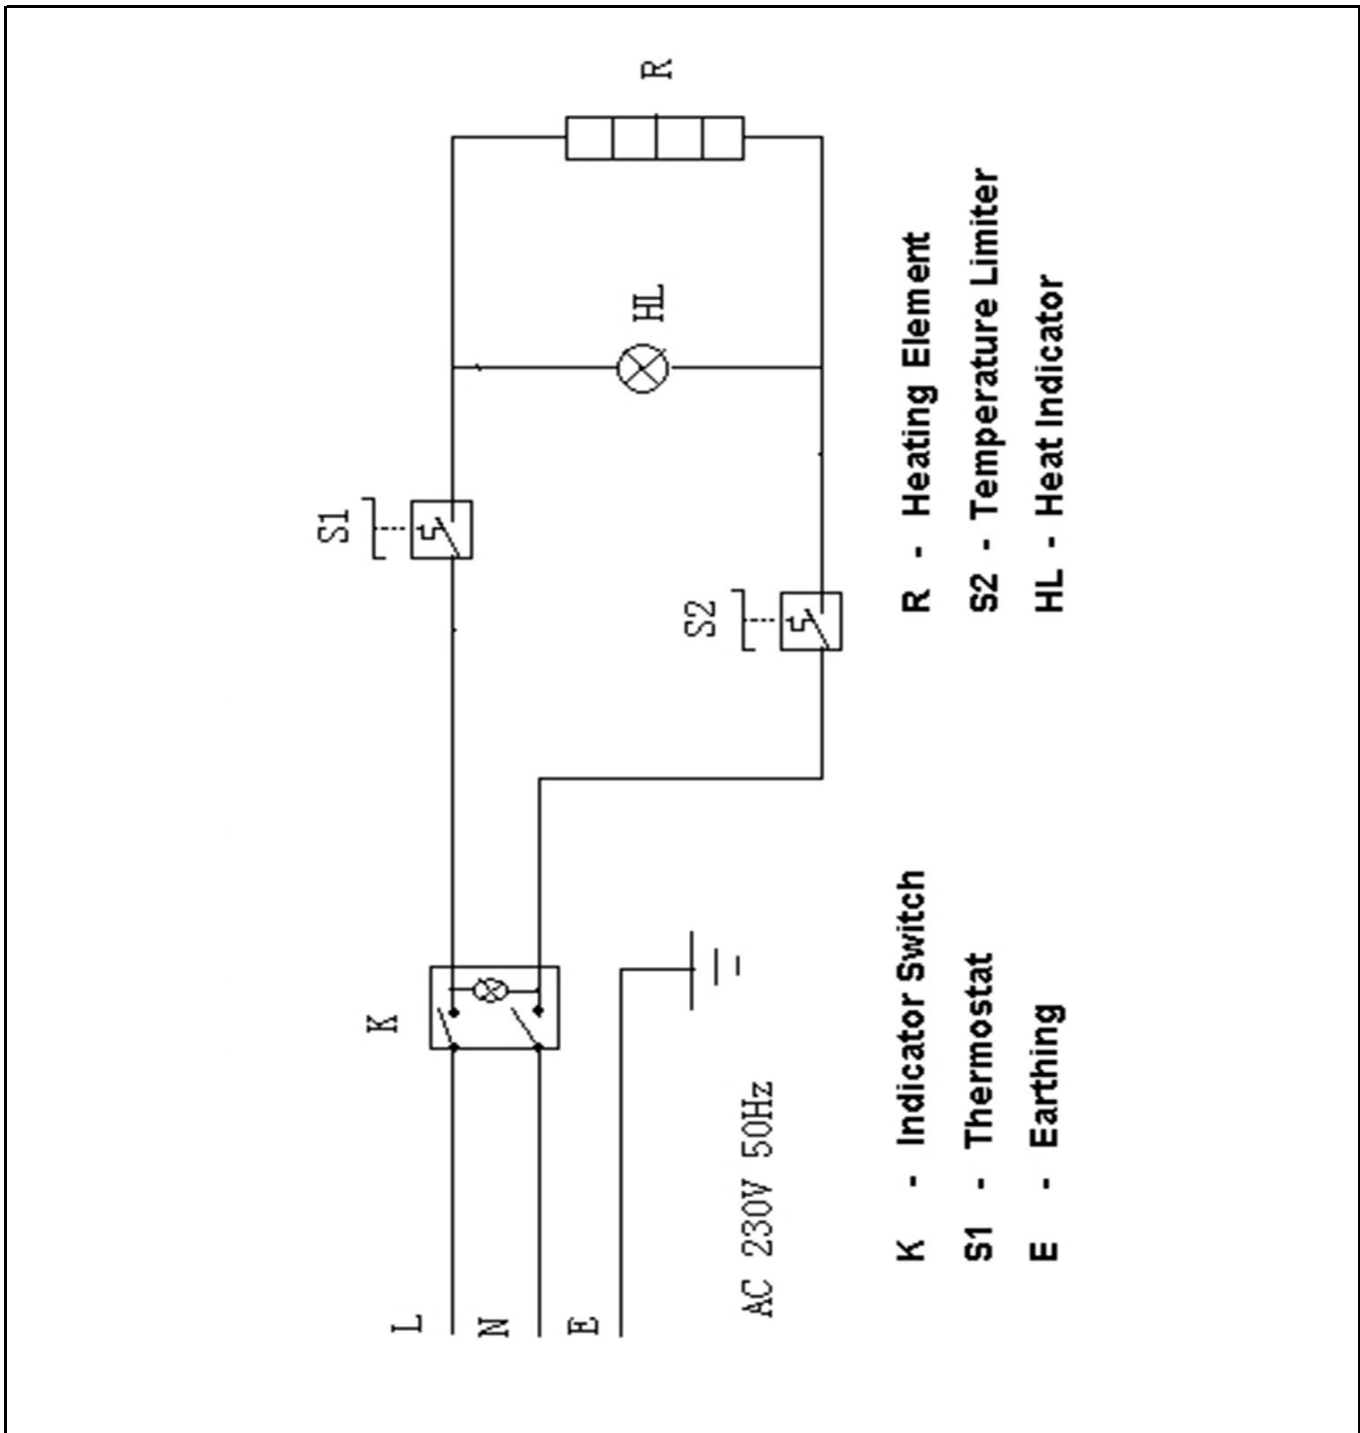 L
N
E
K
S1
S2
HL
R
AC 230V 50Hz
K - Indicator Switch
S1 - Thermostat
E - Earthing
R - Heating Element
S2 - Temperature Limiter
HL - Heat Indicator